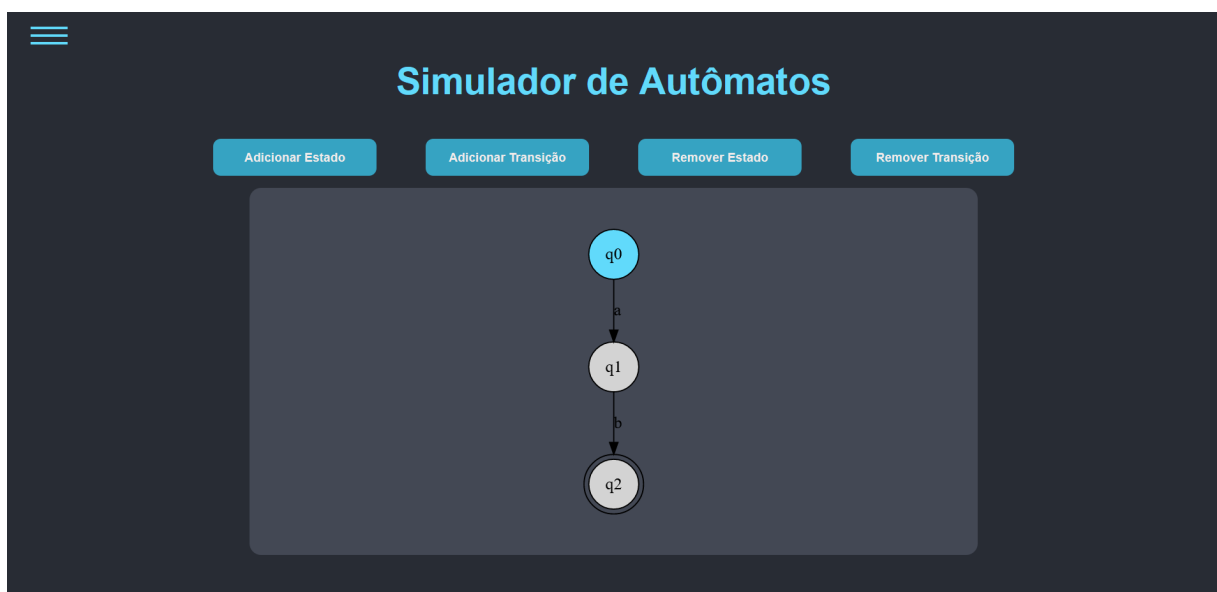 Simulador de Autômatos
Adicionar Estado Adicionar Transição Remover Estado Remover Transição
q0
a
q1
b
q2